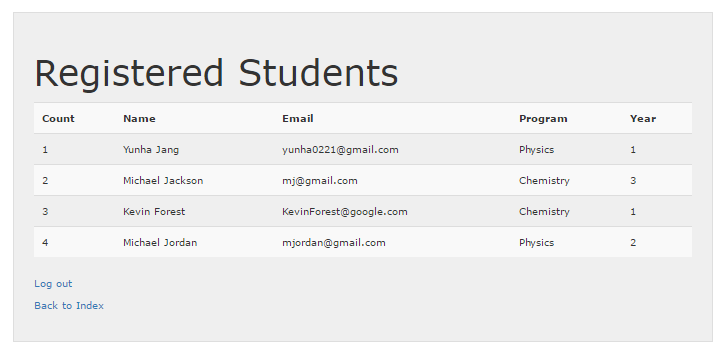 Registered Students
Count Name Email Program Year
1 Yunha Jang yunha0221@gmail.com Physics 1
2 Michael Jackson mj@gmail.com Chemistry 3
3 Kevin Forest KevinForest@google.com Chemistry 1
4 Michael Jordan mjordan@gmail.com Physics 2
Log out
Back to Index